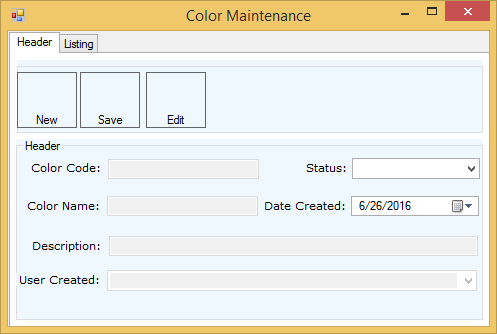 Color Maintenance
Header Listing
New Save Edit
Header
Color Code: Status:
Color Name: Date Created: 6/26/2016
Description:
User Created: